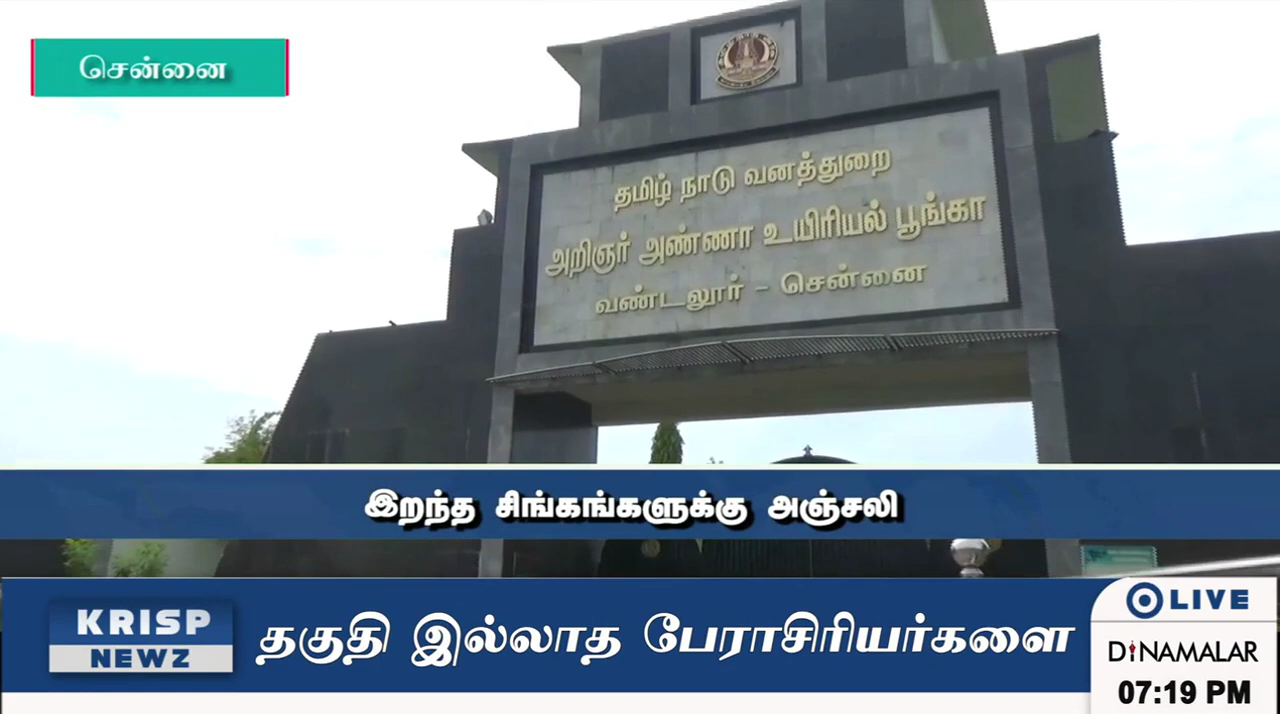 சென்னை
தமிழ் நாடு வனத்துறை
அறிஞர் அண்ணா உயிரியல் பூங்கா
வண்டலூர் - சென்னை
இறந்த சிங்கங்களுக்கு அஞ்சலி
KRISP
NEWZ
தகுதி இல்லாத பேராசிரியர்களை
LIVE
DINAMALAR
07:19 PM